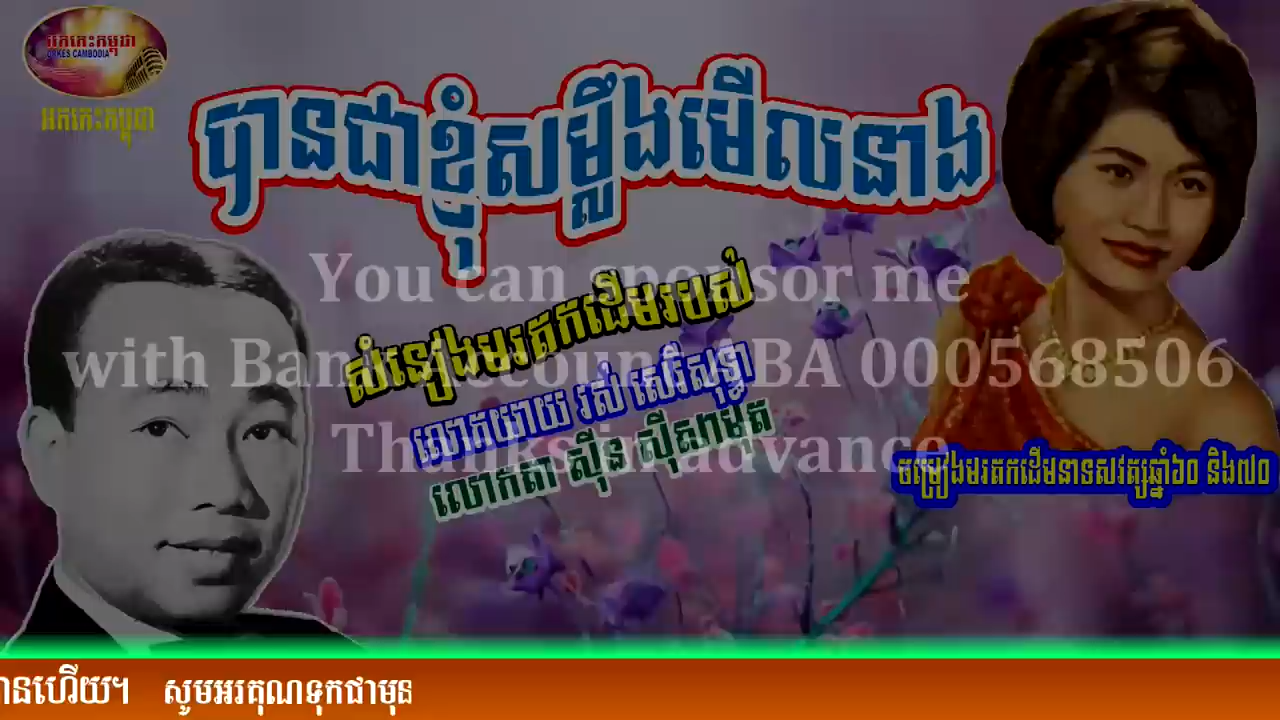 អកកេះកម្ពុជា
ORKES CAMBODIA
អកកេះកម្ពុជា
បានជាខ្ញុំសម្លឹងមើលនាង
You can sponsor me
with Bank Account ABA 000568506
Thanks in advance
សំនៀងមរតកដើមរបស់
លោកយាយ រស់ សេរីសុទ្ធា
លោកតា ស៊ីន ស៊ីសាមុត
ចម្រៀងមរតកដើមនាទសវត្សឆ្នាំ៦០ និង៧០
បានហើយ។ សូមអរគុណទុកជាមុន